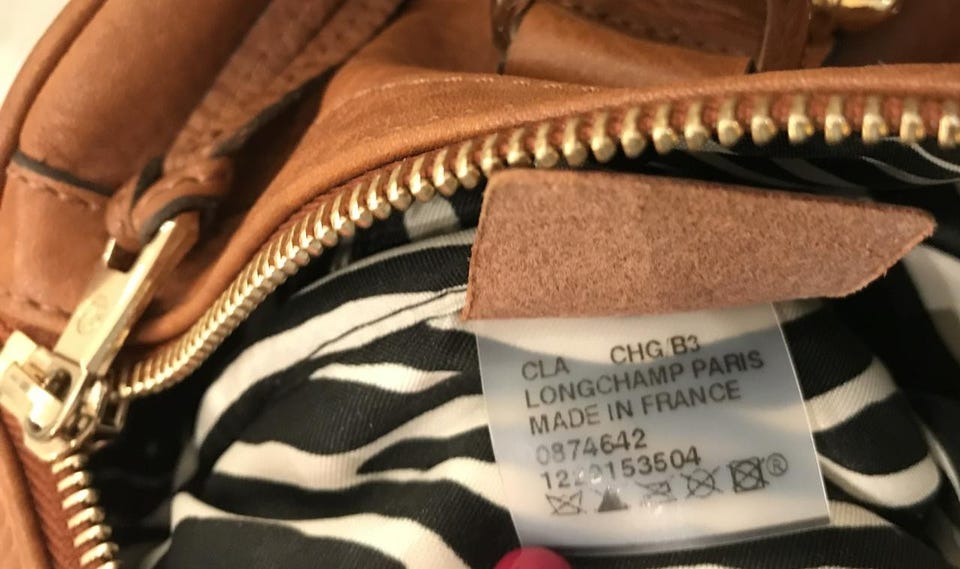 CLA CHG/B3
LONGCHAMP PARIS
MADE IN FRANCE
0874642
®